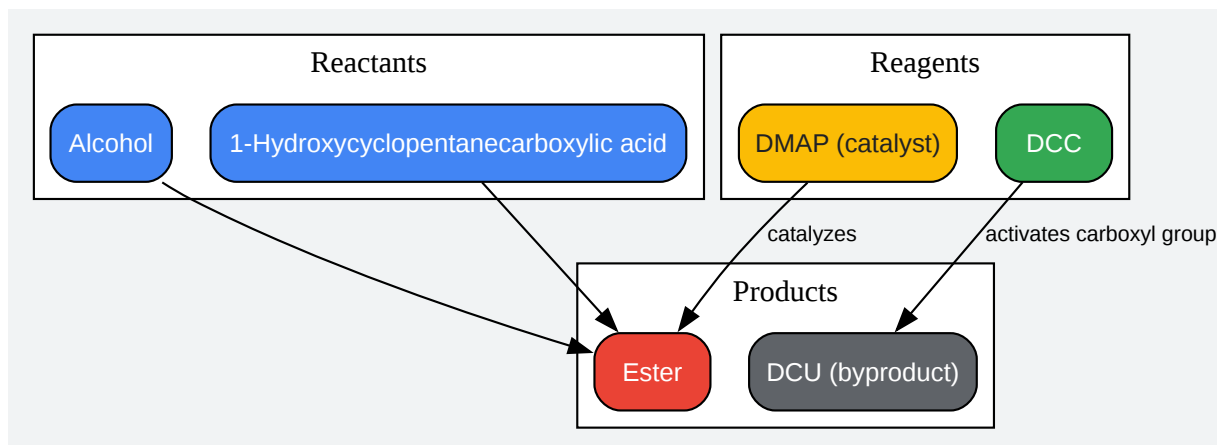 Reactants
Reagents
Alcohol
1-Hydroxycyclopentanecarboxylic acid
DMAP (catalyst)
DCC
catalyzes
activates carboxyl group
Products
Ester
DCU (byproduct)